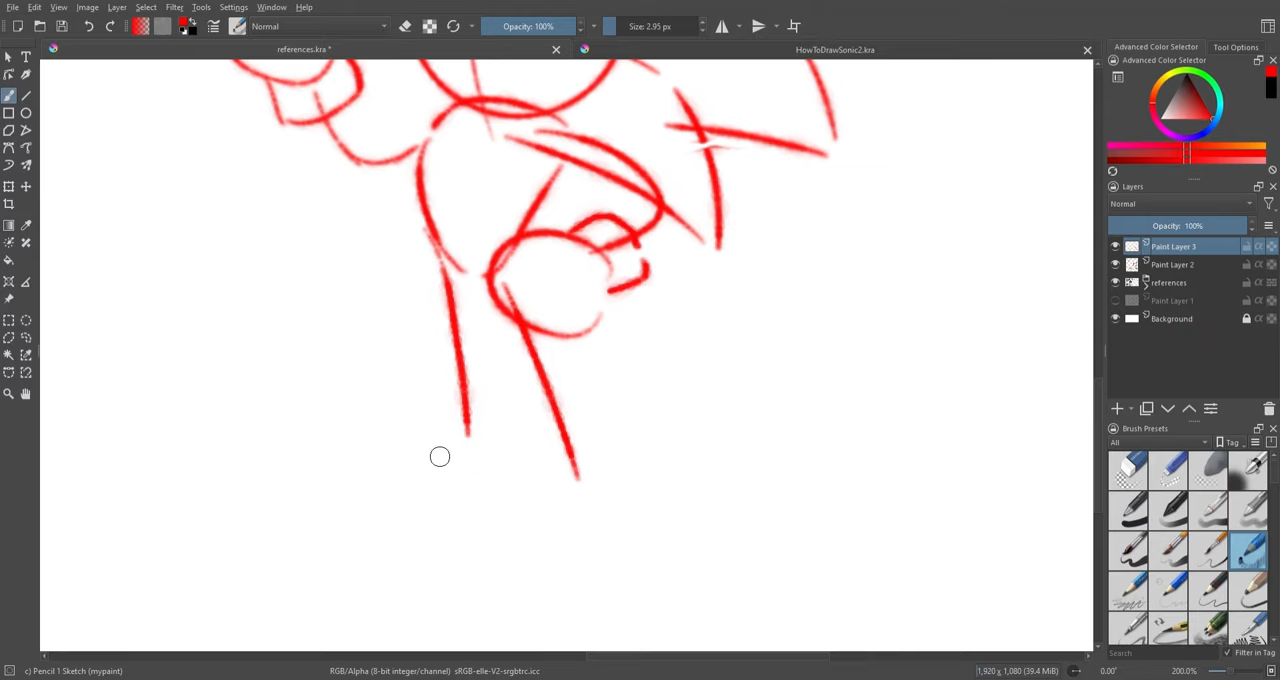 File Edit View Image Layer Select Filter Tools Settings Window Help
Normal Opacity: 100% Size: 2.95 px
references.kra * HowToDrawSonic2.kra
Advanced Color Selector Tool Options
Advanced Color Selector
Layers
Normal
Opacity: 100%
Paint Layer 3
Paint Layer 2
references
Paint Layer 1
Background
Brush Presets
All Tag
Search Filter in Tag
c) Pencil 1 Sketch (mypaint) RGB/Alpha (8-bit integer/channel) sRGB-elle-V2-srgbtrc.icc 1,920 x 1,080 (39.4 MiB) 0.00° 200.0%